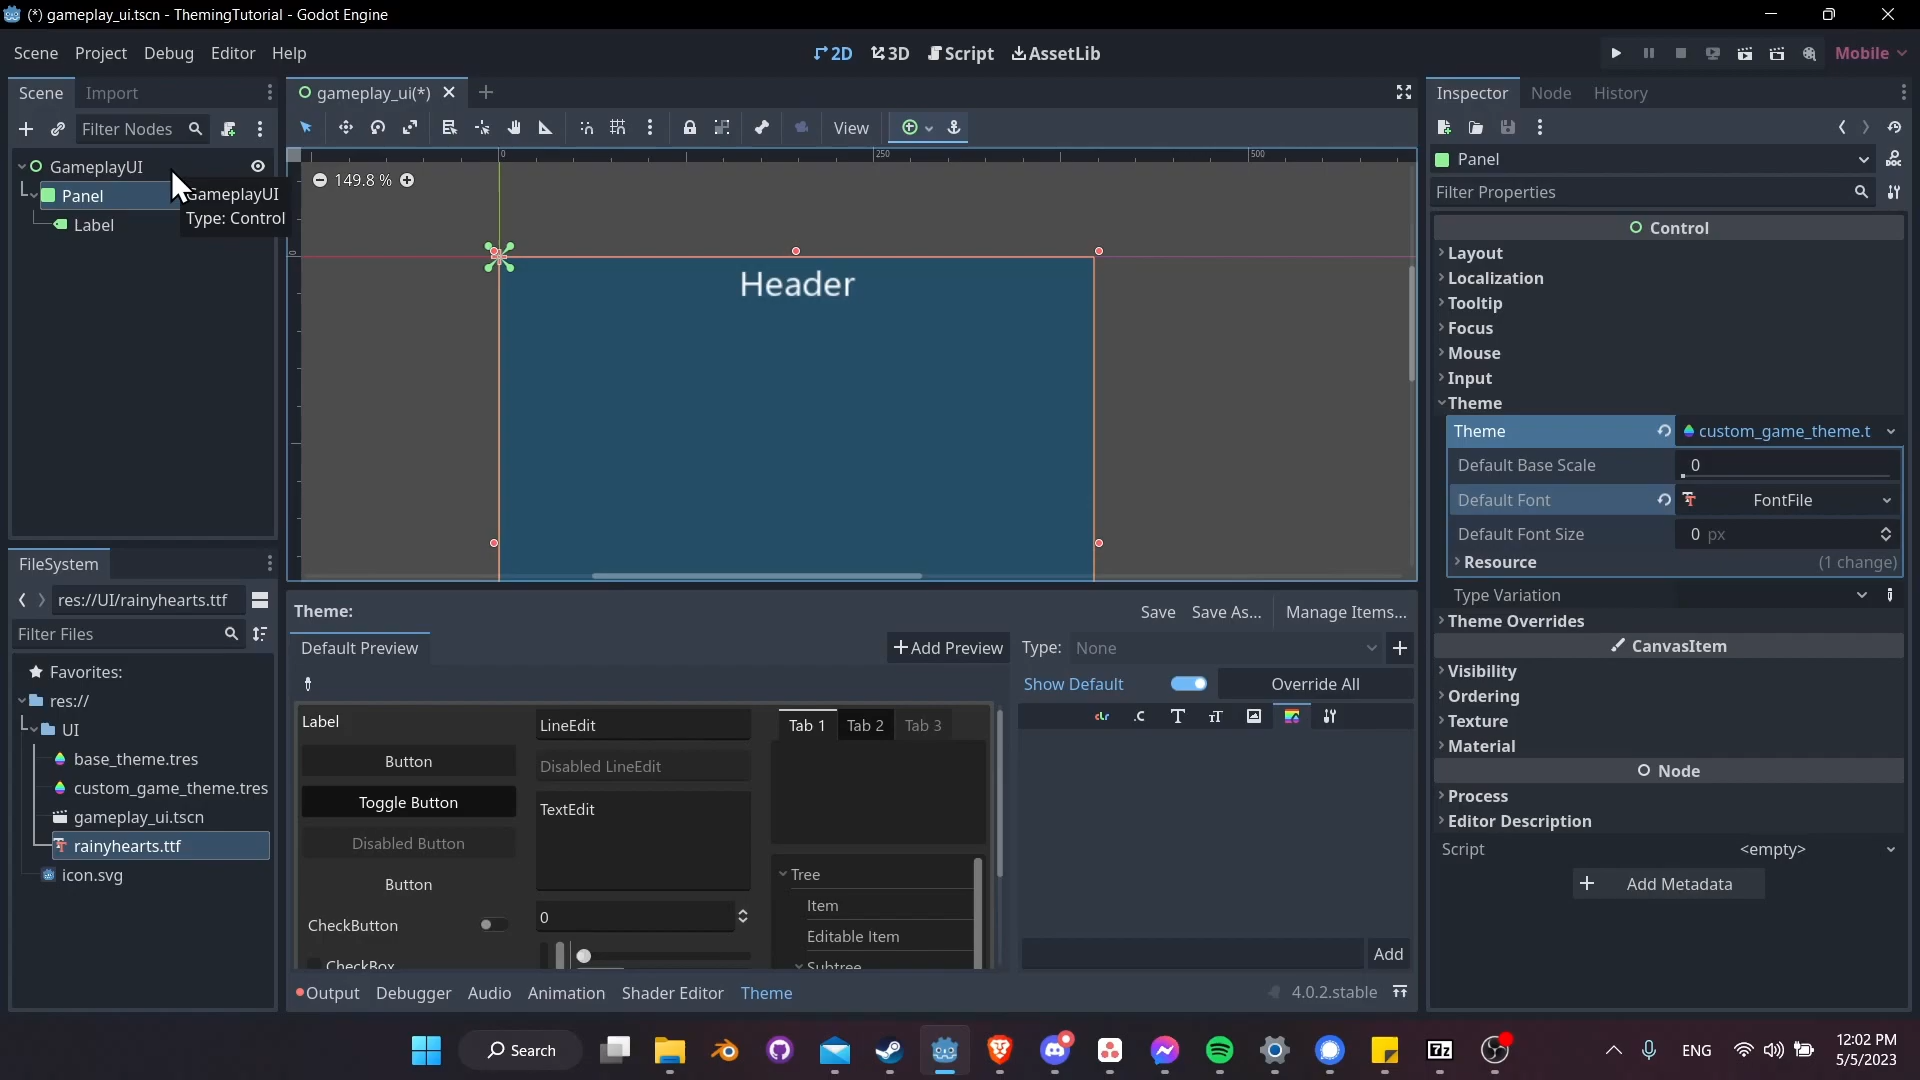 (*) gameplay_ui.tscn - ThemingTutorial - Godot Engine
Scene Project Debug Editor Help
2D 3D Script AssetLib
Mobile
Scene Import
gameplay_ui(*)
Inspector Node History
Filter Nodes
View
GameplayUI
Panel
Label
GameplayUI
Type: Control
0 250 500
149.8 %
0
Header
Panel
Filter Properties
Control
Layout
Localization
Tooltip
Focus
Mouse
Input
Theme
Theme custom_game_theme.t
Default Base Scale 0
Default Font FontFile
Default Font Size 0 px
Resource (1 change)
Type Variation
Theme Overrides
CanvasItem
Visibility
Ordering
Texture
Material
Node
Process
Editor Description
Script <empty>
Add Metadata
FileSystem
res://UI/rainyhearts.ttf
Filter Files
Favorites:
res://
UI
base_theme.tres
custom_game_theme.tres
gameplay_ui.tscn
rainyhearts.ttf
icon.svg
Theme: Save Save As... Manage Items...
Default Preview Add Preview
Type: None
Show Default Override All
Label
Button
Toggle Button
Disabled Button
Button
CheckButton
CheckBox
LineEdit
Disabled LineEdit
TextEdit
0
Tab 1 Tab 2 Tab 3
Tree
Item
Editable Item
Subtree
Add
Output Debugger Audio Animation Shader Editor Theme
4.0.2.stable
Search
ENG
12:02 PM
5/5/2023